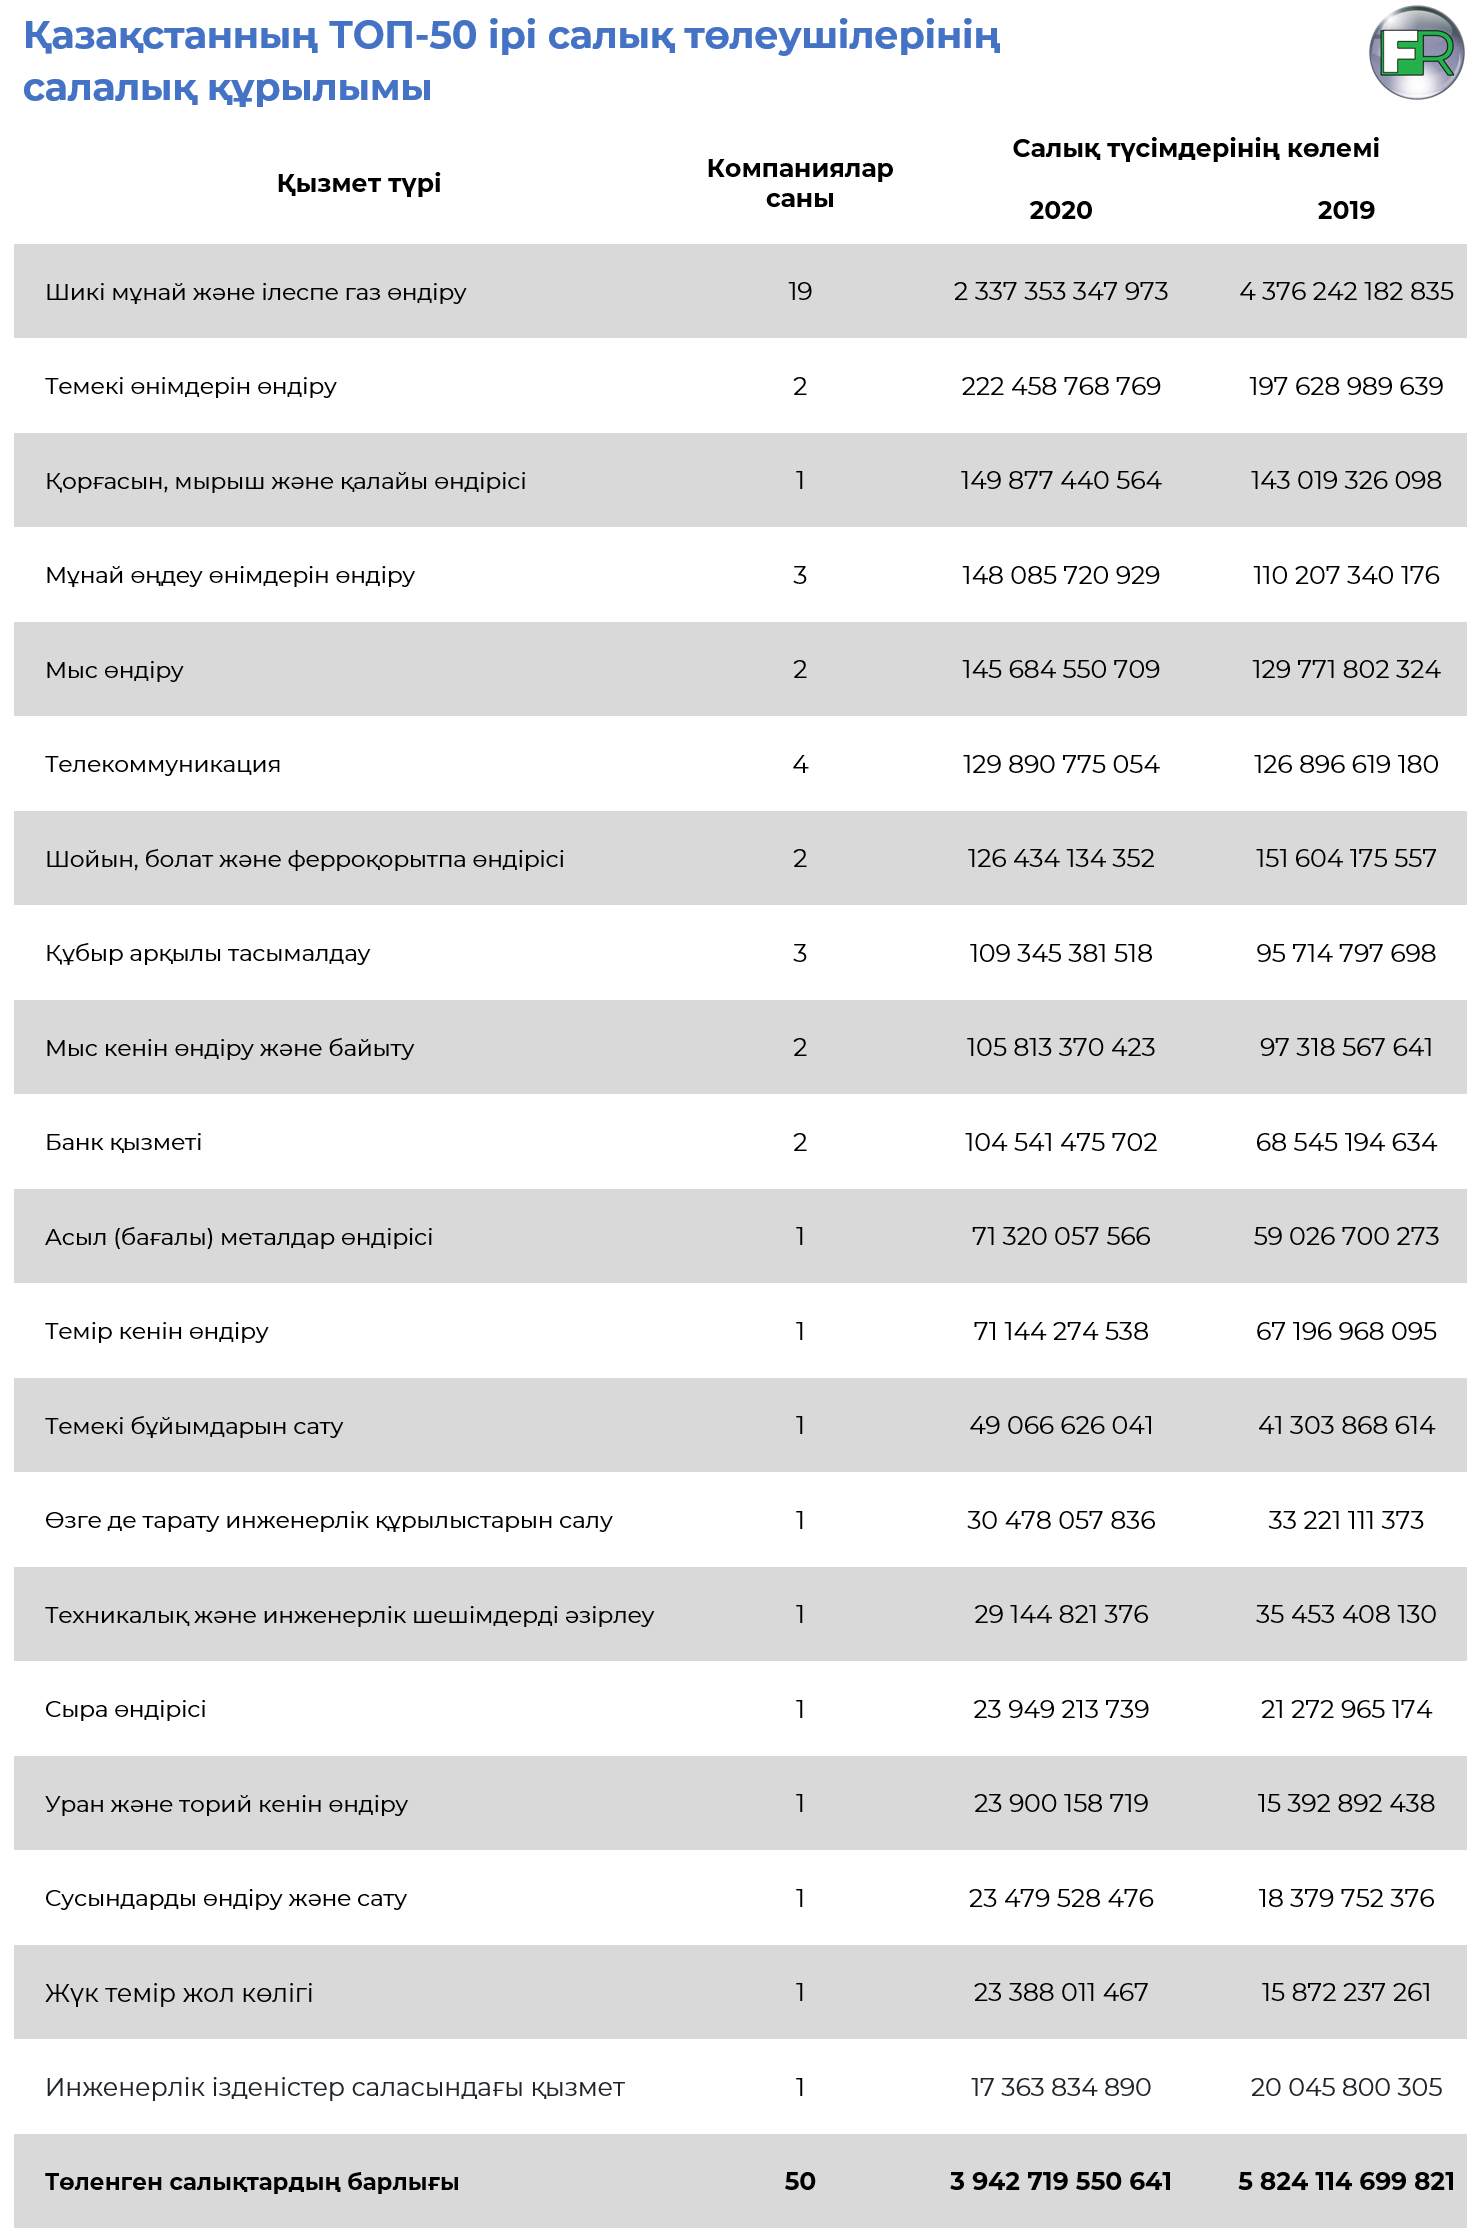 Қазақстанның ТОП-50 ірі салық төлеушілерінің
салалық құрылымы
FR
Қызмет түрі
Компаниялар
саны
Салық түсімдерінің көлемі
2020 2019
Шикі мұнай және ілеспе газ өндіру 19 2 337 353 347 973 4 376 242 182 835
Темекі өнімдерін өндіру 2 222 458 768 769 197 628 989 639
Қорғасын, мырыш және қалайы өндірісі 1 149 877 440 564 143 019 326 098
Мұнай өңдеу өнімдерін өндіру 3 148 085 720 929 110 207 340 176
Мыс өндіру 2 145 684 550 709 129 771 802 324
Телекоммуникация 4 129 890 775 054 126 896 619 180
Шойын, болат және ферроқорытпа өндірісі 2 126 434 134 352 151 604 175 557
Құбыр арқылы тасымалдау 3 109 345 381 518 95 714 797 698
Мыс кенін өндіру және байыту 2 105 813 370 423 97 318 567 641
Банк қызметі 2 104 541 475 702 68 545 194 634
Асыл (бағалы) металдар өндірісі 1 71 320 057 566 59 026 700 273
Темір кенін өндіру 1 71 144 274 538 67 196 968 095
Темекі бұйымдарын сату 1 49 066 626 041 41 303 868 614
Өзге де тарату инженерлік құрылыстарын салу 1 30 478 057 836 33 221 111 373
Техникалық және инженерлік шешімдерді әзірлеу 1 29 144 821 376 35 453 408 130
Сыра өндірісі 1 23 949 213 739 21 272 965 174
Уран және торий кенін өндіру 1 23 900 158 719 15 392 892 438
Сусындарды өндіру және сату 1 23 479 528 476 18 379 752 376
Жүк темір жол көлігі 1 23 388 011 467 15 872 237 261
Инженерлік ізденістер саласындағы қызмет 1 17 363 834 890 20 045 800 305
Төленген салықтардың барлығы 50 3 942 719 550 641 5 824 114 699 821